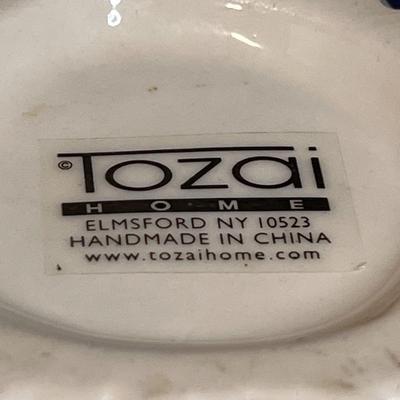 © Tozai
HOME
ELMSFORD NY 10523
HANDMADE IN CHINA
www.tozaihome.com